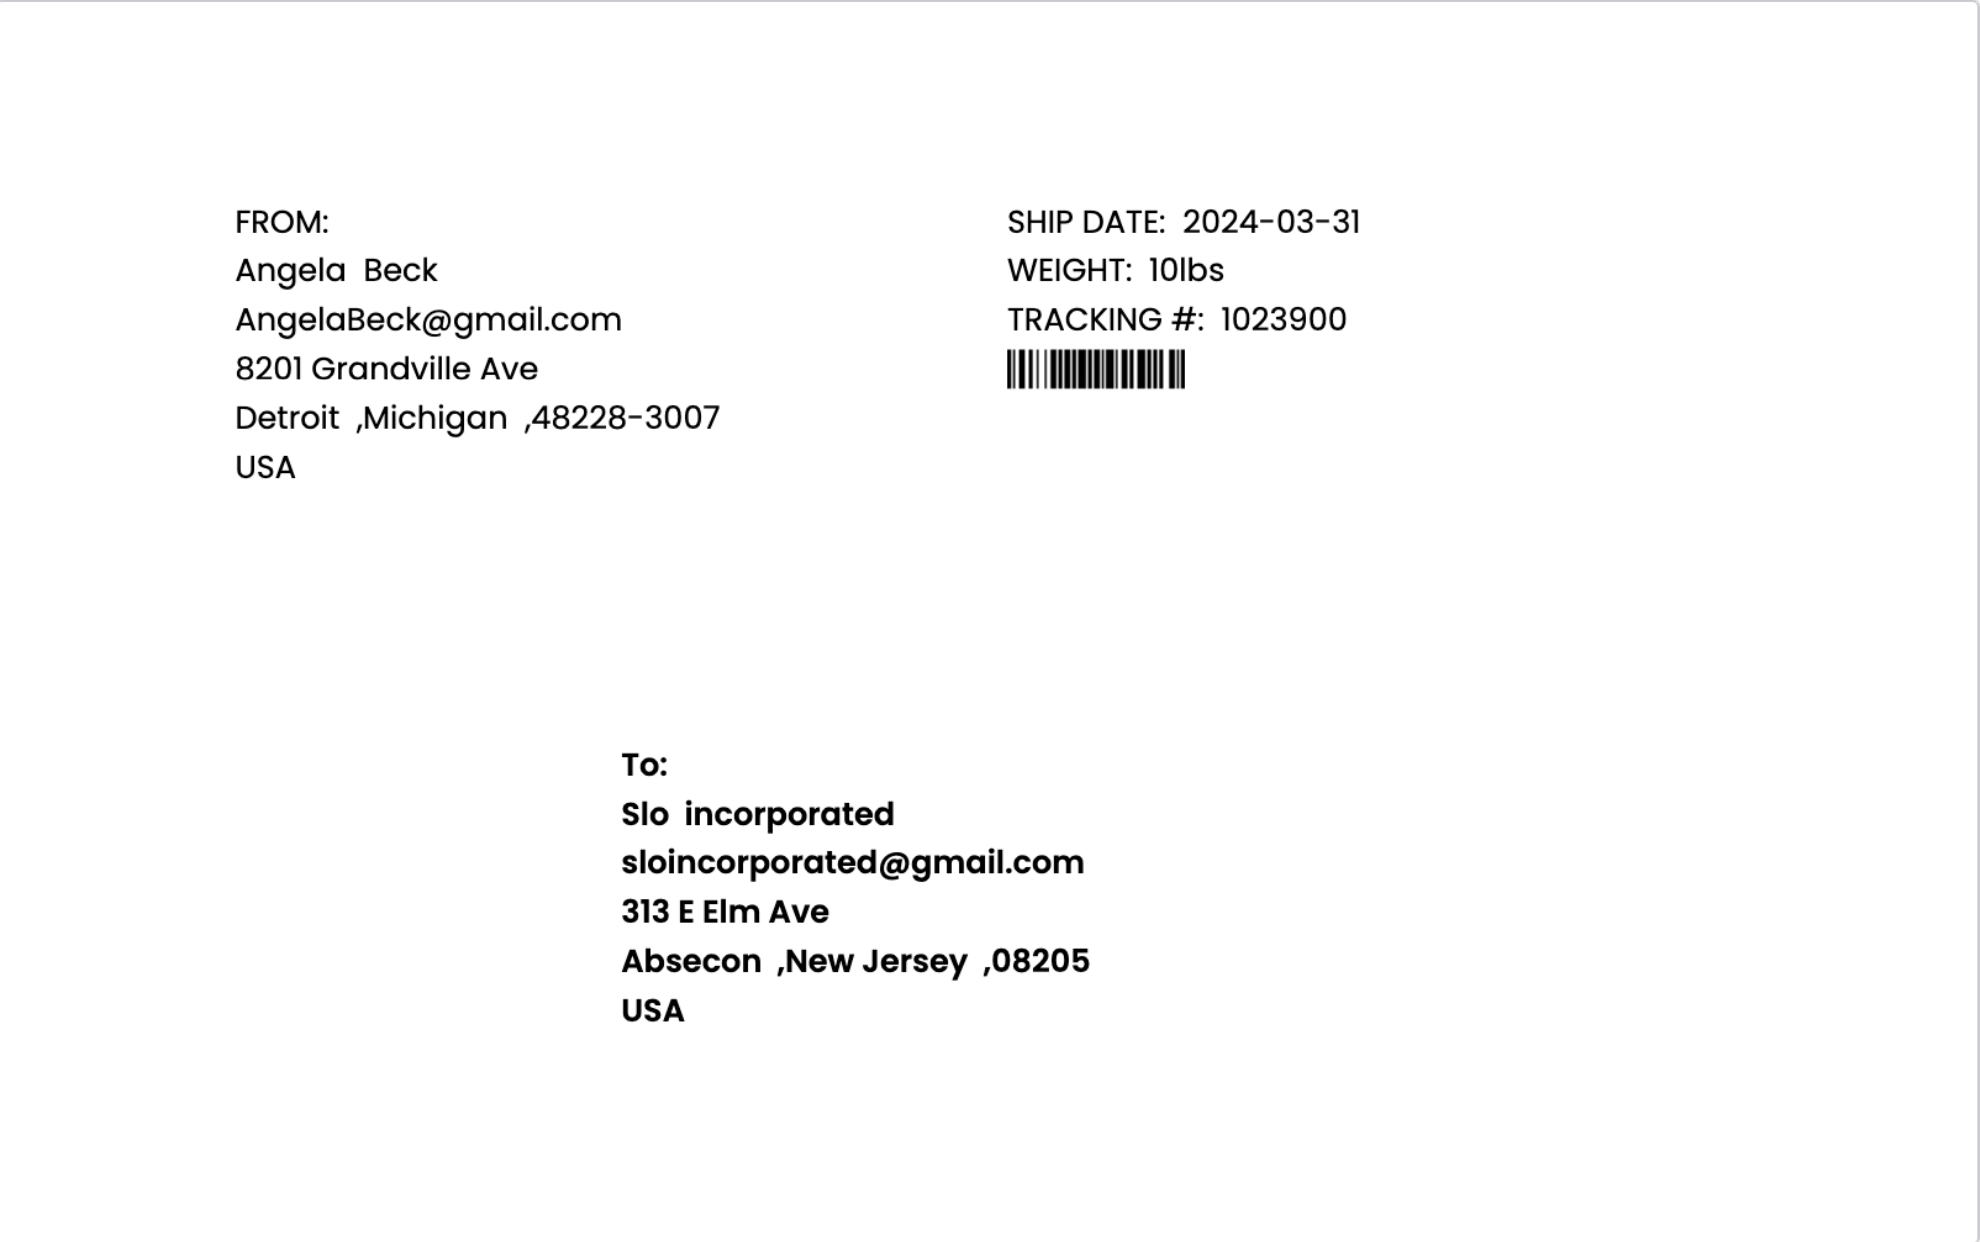 FROM:
Angela  Beck
AngelaBeck@gmail.com
8201 Grandville Ave
Detroit  ,Michigan  ,48228-3007
USA
SHIP DATE:  2024-03-31
WEIGHT:  10lbs
TRACKING #:  1023900
To:
Slo  incorporated
sloincorporated@gmail.com
313 E Elm Ave
Absecon  ,New Jersey  ,08205
USA